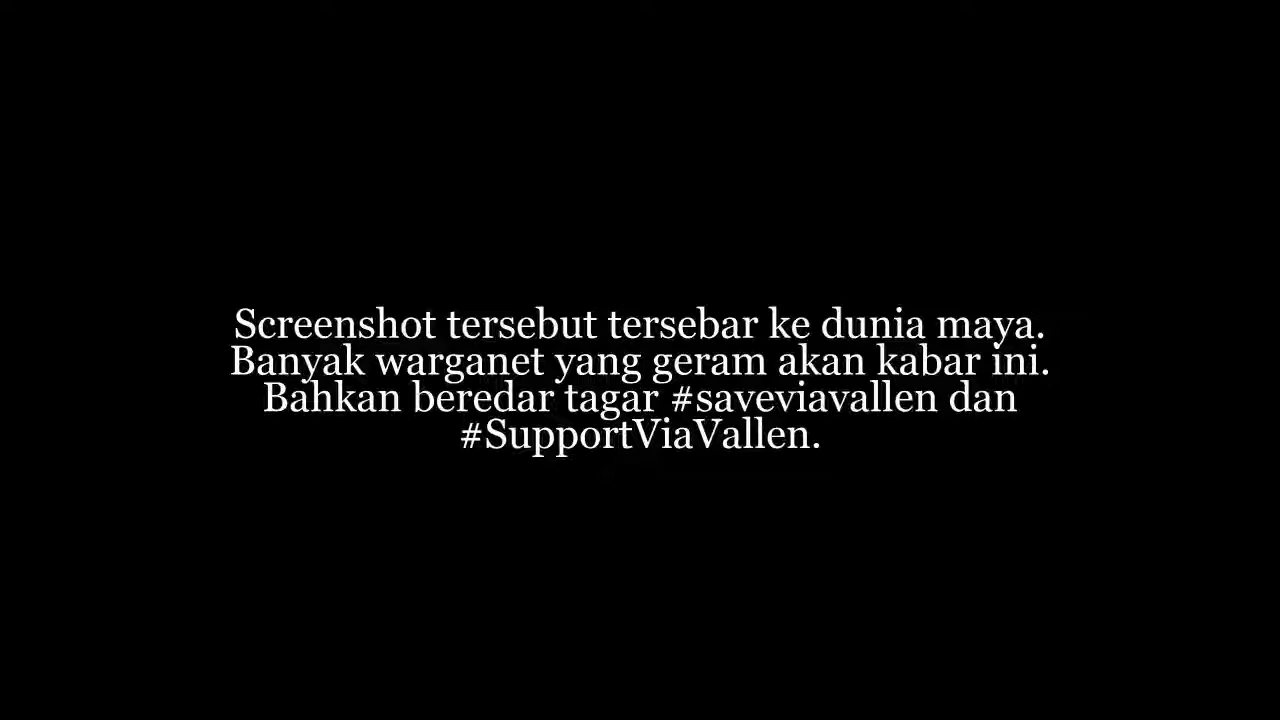 Screenshot tersebut tersebar ke dunia maya.
Banyak warganet yang geram akan kabar ini.
Bahkan beredar tagar #saveviavallen dan
#SupportViaVallen.